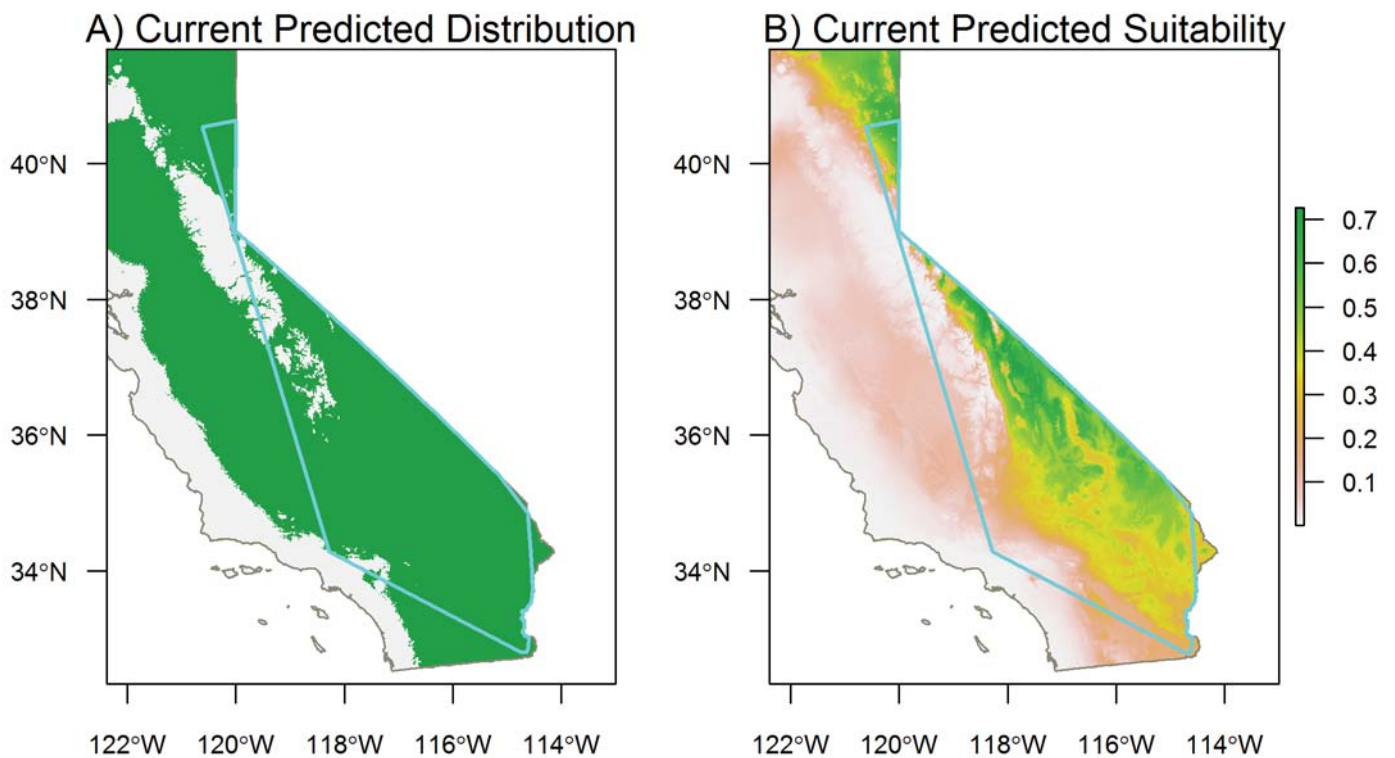 A) Current Predicted Distribution
B) Current Predicted Suitability
40°N
38°N
36°N
34°N
122°W 120°W 118°W 116°W 114°W
40°N
38°N
36°N
34°N
122°W 120°W 118°W 116°W 114°W
0.7
0.6
0.5
0.4
0.3
0.2
0.1